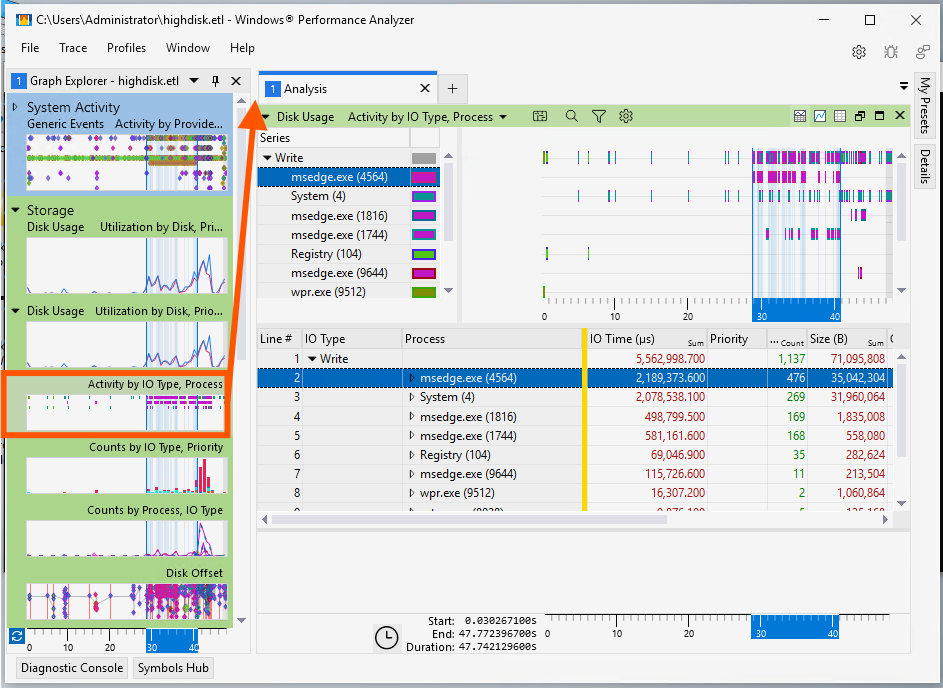 C:\Users\Administrator\highdisk.etl - Windows® Performance Analyzer
File Trace Profiles Window Help
1 Graph Explorer - highdisk.etl
System Activity
Generic Events Activity by Provide...
Storage
Disk Usage Utilization by Disk, Prio...
Disk Usage Utilization by Disk, Prio...
Activity by IO Type, Process
Counts by IO Type, Priority
Counts by Process, IO Type
Disk Offset
0 10 20 30 40
Diagnostic Console Symbols Hub
1 Analysis
Disk Usage Activity by IO Type, Process
Series
Write
msedge.exe (4564)
System (4)
msedge.exe (1816)
msedge.exe (1744)
Registry (104)
msedge.exe (9644)
wpr.exe (9512)
0 10 20 30 40
Line # IO Type Process IO Time (µs) Sum Priority ... Count Size (B) Sum
1 Write 5,562,998.700 1,137 71,095,808
2 msedge.exe (4564) 2,189,373.600 476 35,042,304
3 System (4) 2,078,538.100 269 31,960,064
4 msedge.exe (1816) 498,799.500 169 1,835,008
5 msedge.exe (1744) 581,161.600 168 558,080
6 Registry (104) 69,046.900 35 282,624
7 msedge.exe (9644) 115,726.600 11 213,504
8 wpr.exe (9512) 16,307.200 2 1,060,864
Start: 0.030267100s
End: 47.772396700s
Duration: 47.742129600s
0 10 20 30 40
My Presets
Details